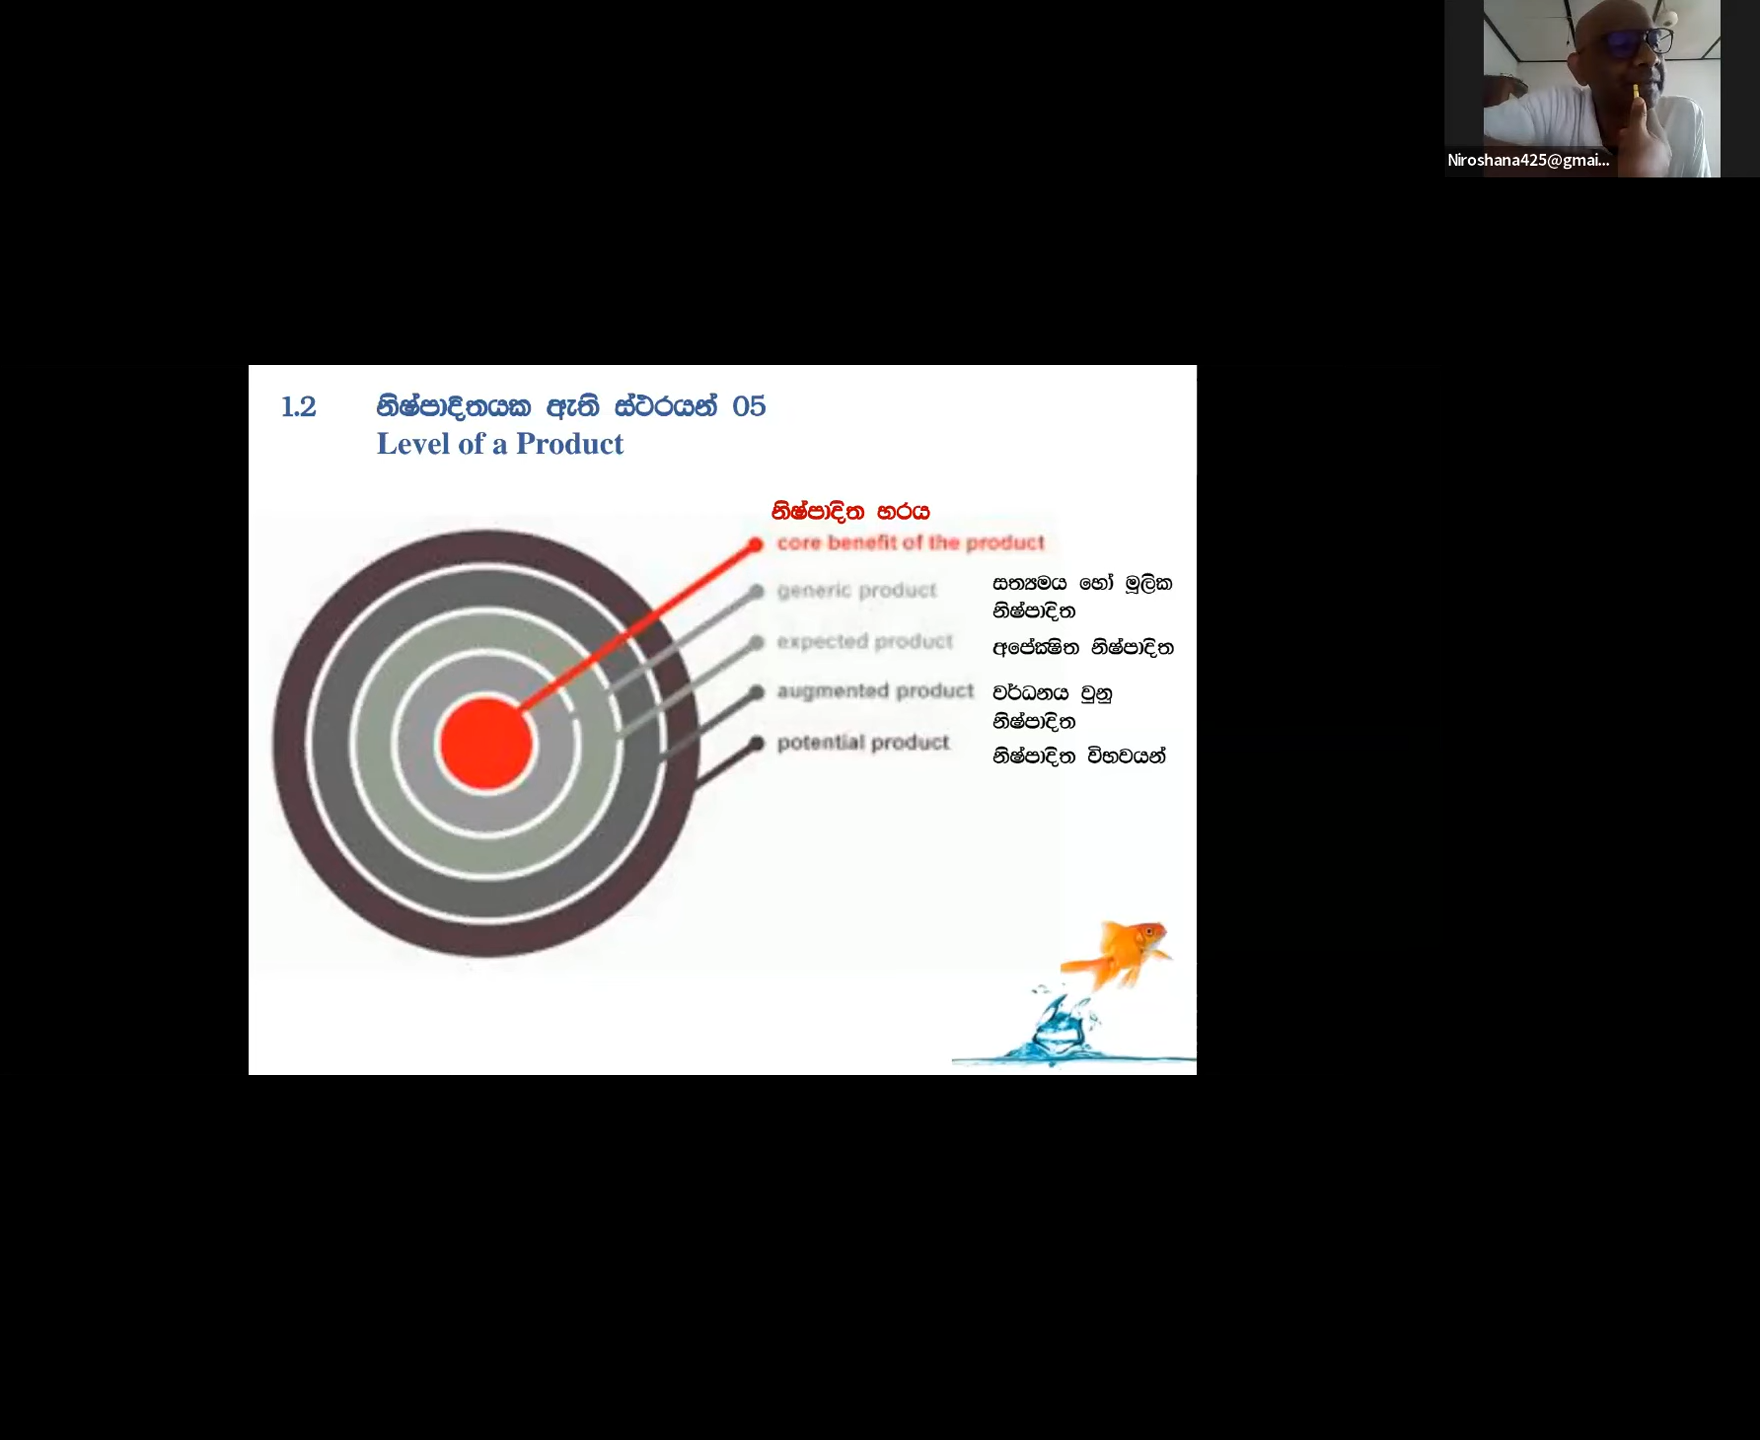 Niroshana425@gmai...
1.2 නිෂ්පාදිතයක ඇති ස්ථරයන් 05
Level of a Product
නිෂ්පාදිත හරය
core benefit of the product
generic product
සත්‍යමය හෝ මූලික
නිෂ්පාදිත
expected product
අපේක්‍ෂිත නිෂ්පාදිත
augmented product
වර්ධනය වුනු
නිෂ්පාදිත
potential product
නිෂ්පාදිත විභවයන්